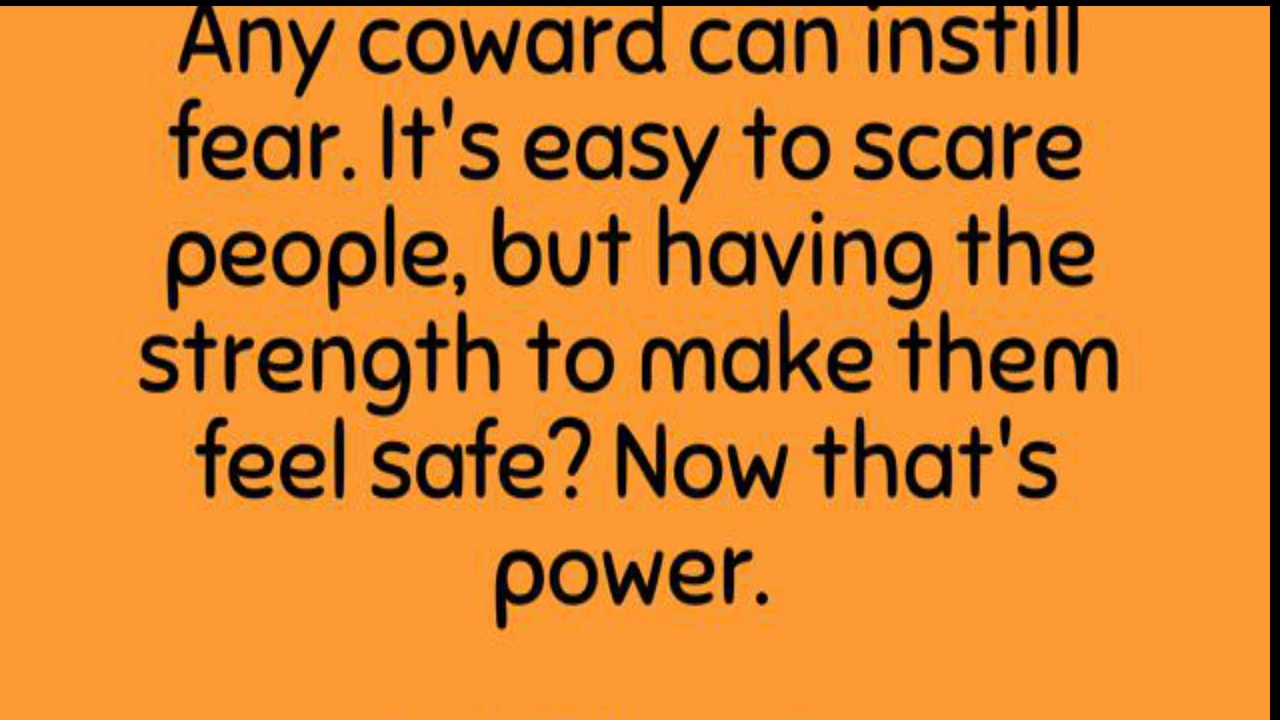 Any coward can instill
fear. It's easy to scare
people, but having the
strength to make them
feel safe? Now that's
power.